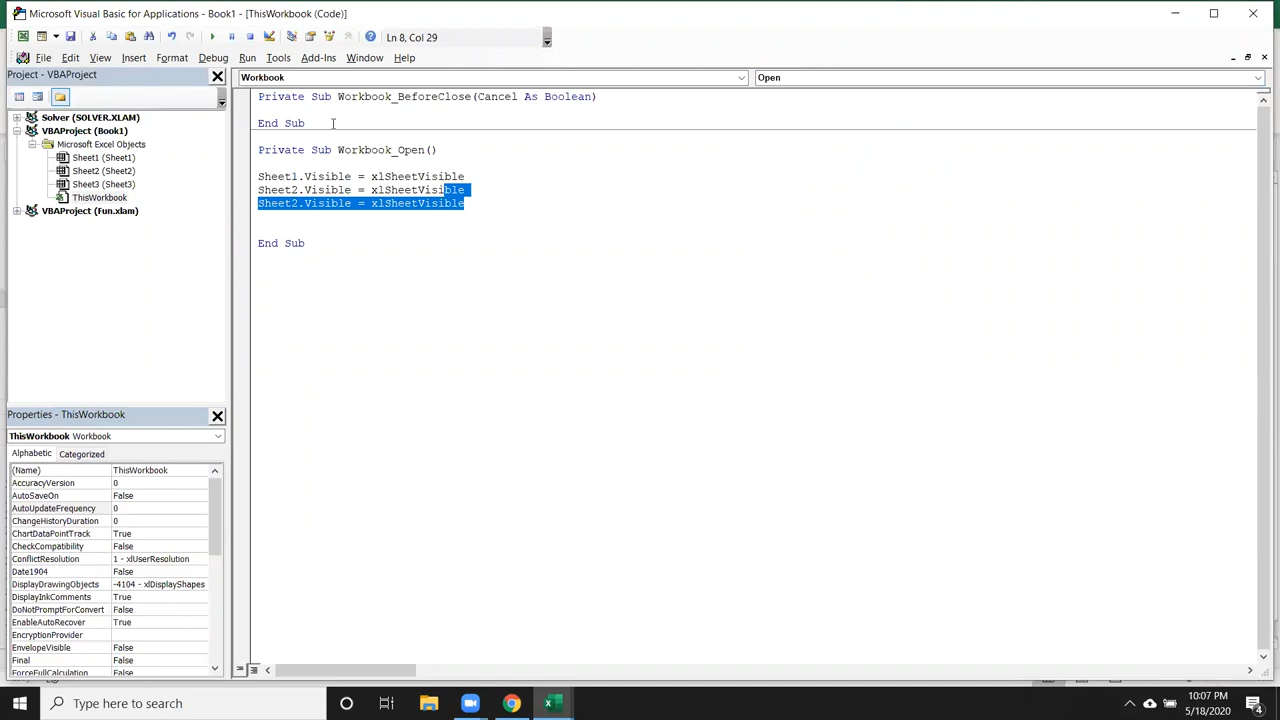 Microsoft Visual Basic for Applications - Book1 - [ThisWorkbook (Code)]
Ln 8, Col 29
File Edit View Insert Format Debug Run Tools Add-Ins Window Help
Project - VBAProject
Solver (SOLVER.XLAM)
VBAProject (Book1)
Microsoft Excel Objects
Sheet1 (Sheet1)
Sheet2 (Sheet2)
Sheet3 (Sheet3)
ThisWorkbook
VBAProject (Fun.xlam)
Workbook
Open
Private Sub Workbook_BeforeClose(Cancel As Boolean)
End Sub
Private Sub Workbook_Open()
Sheet1.Visible = xlSheetVisible
Sheet2.Visible = xlSheetVisible
Sheet2.Visible = xlSheetVisible
End Sub
Properties - ThisWorkbook
ThisWorkbook Workbook
Alphabetic Categorized
(Name) ThisWorkbook
AccuracyVersion 0
AutoSaveOn False
AutoUpdateFrequency 0
ChangeHistoryDuration 0
ChartDataPointTrack True
CheckCompatibility False
ConflictResolution 1 - xlUserResolution
Date1904 False
DisplayDrawingObjects -4104 - xlDisplayShapes
DisplayInkComments True
DoNotPromptForConvert False
EnableAutoRecover True
EncryptionProvider
EnvelopeVisible False
Final False
ForceFullCalculation False
Type here to search
10:07 PM
5/18/2020
4